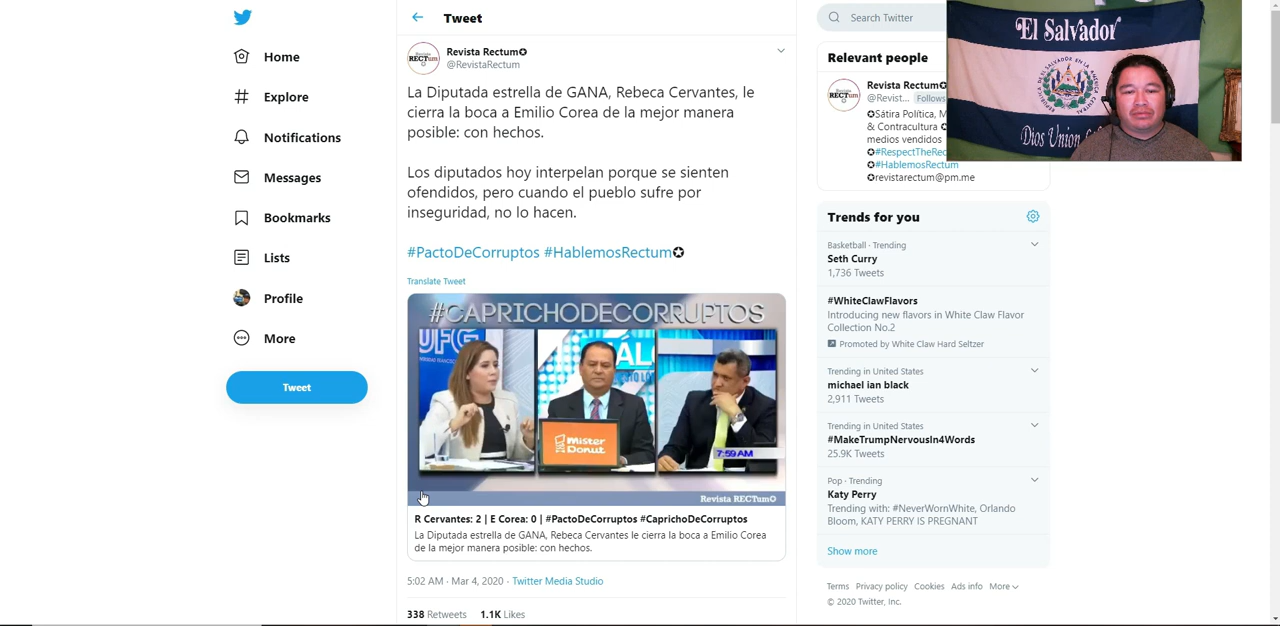 Home
Explore
Notifications
Messages
Bookmarks
Lists
Profile
More
Tweet
Tweet
Revista Rectum✪
@RevistaRectum
La Diputada estrella de GANA, Rebeca Cervantes, le
cierra la boca a Emilio Corea de la mejor manera
posible: con hechos.
Los diputados hoy interpelan porque se sienten
ofendidos, pero cuando el pueblo sufre por
inseguridad, no lo hacen.
#PactoDeCorruptos #HablemosRectum✪
Translate Tweet
#CAPRICHODECORRUPTOS
UFG
Mister
Donut
7:59 AM
Revista RECTum✪
R Cervantes: 2 | E Corea: 0 | #PactoDeCorruptos #CaprichoDeCorruptos
La Diputada estrella de GANA, Rebeca Cervantes le cierra la boca a Emilio Corea
de la mejor manera posible: con hechos.
5:02 AM · Mar 4, 2020 · Twitter Media Studio
338 Retweets 1.1K Likes
Search Twitter
Relevant people
Revista Rectum✪
@Revist... Follows
✪Sátira Política, M
& Contracultura ✪
medios vendidos
✪#RespectTheRec
✪#HablemosRectum
✪revistarectum@pm.me
El Salvador
Dios Unión
Trends for you
Basketball · Trending
Seth Curry
1,736 Tweets
#WhiteClawFlavors
Introducing new flavors in White Claw Flavor
Collection No.2
Promoted by White Claw Hard Seltzer
Trending in United States
michael ian black
2,911 Tweets
Trending in United States
#MakeTrumpNervousIn4Words
25.9K Tweets
Pop · Trending
Katy Perry
Trending with: #NeverWornWhite, Orlando
Bloom, KATY PERRY IS PREGNANT
Show more
Terms Privacy policy Cookies Ads info More
© 2020 Twitter, Inc.